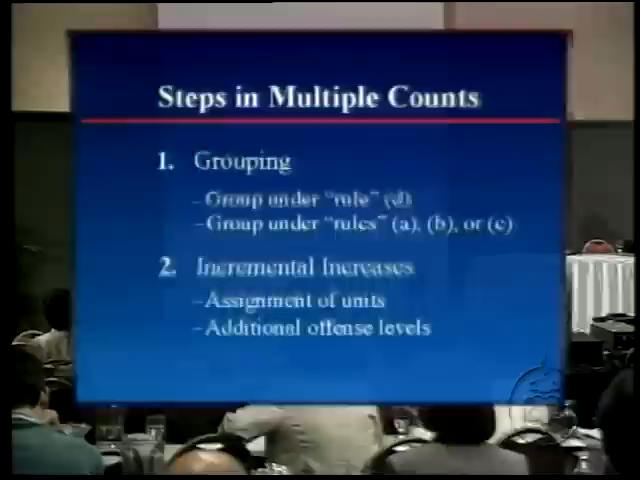 Steps in Multiple Counts
1. Grouping
– Group under “rule” (d)
– Group under “rules” (a), (b), or (c)
2. Incremental Increases
– Assignment of units
– Additional offense levels